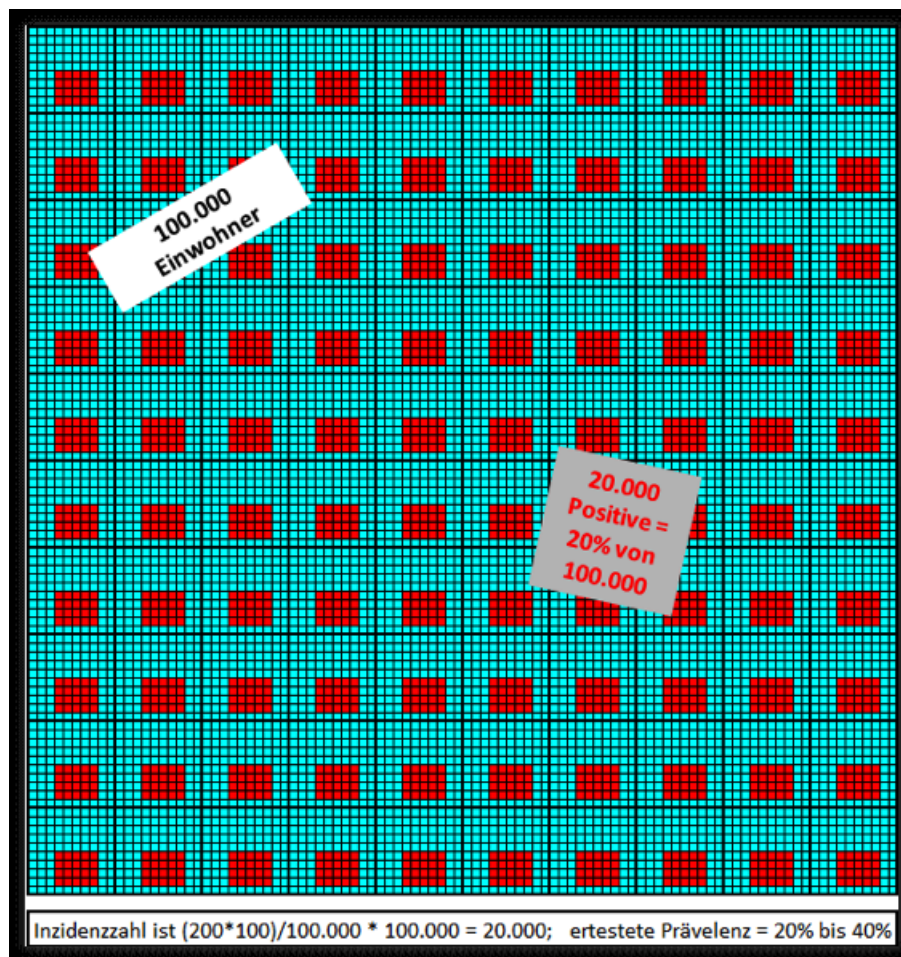 100.000
Einwohner
20.000
Positive =
20% von
100.000
Inzidenzzahl ist (200*100)/100.000 * 100.000 = 20.000;   ertestete Prävelenz = 20% bis 40%